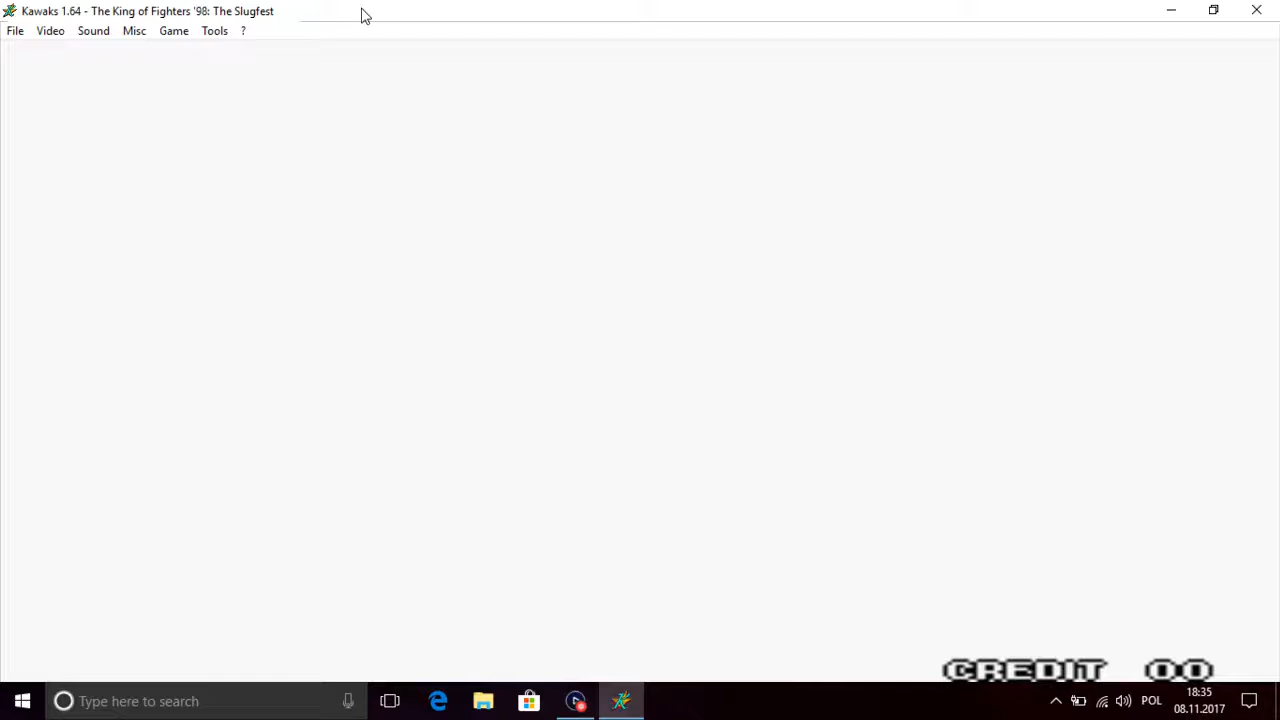 Kawaks 1.64 - The King of Fighters '98: The Slugfest
File Video Sound Misc Game Tools ?
CREDIT 00
Type here to search
POL
18:35
08.11.2017